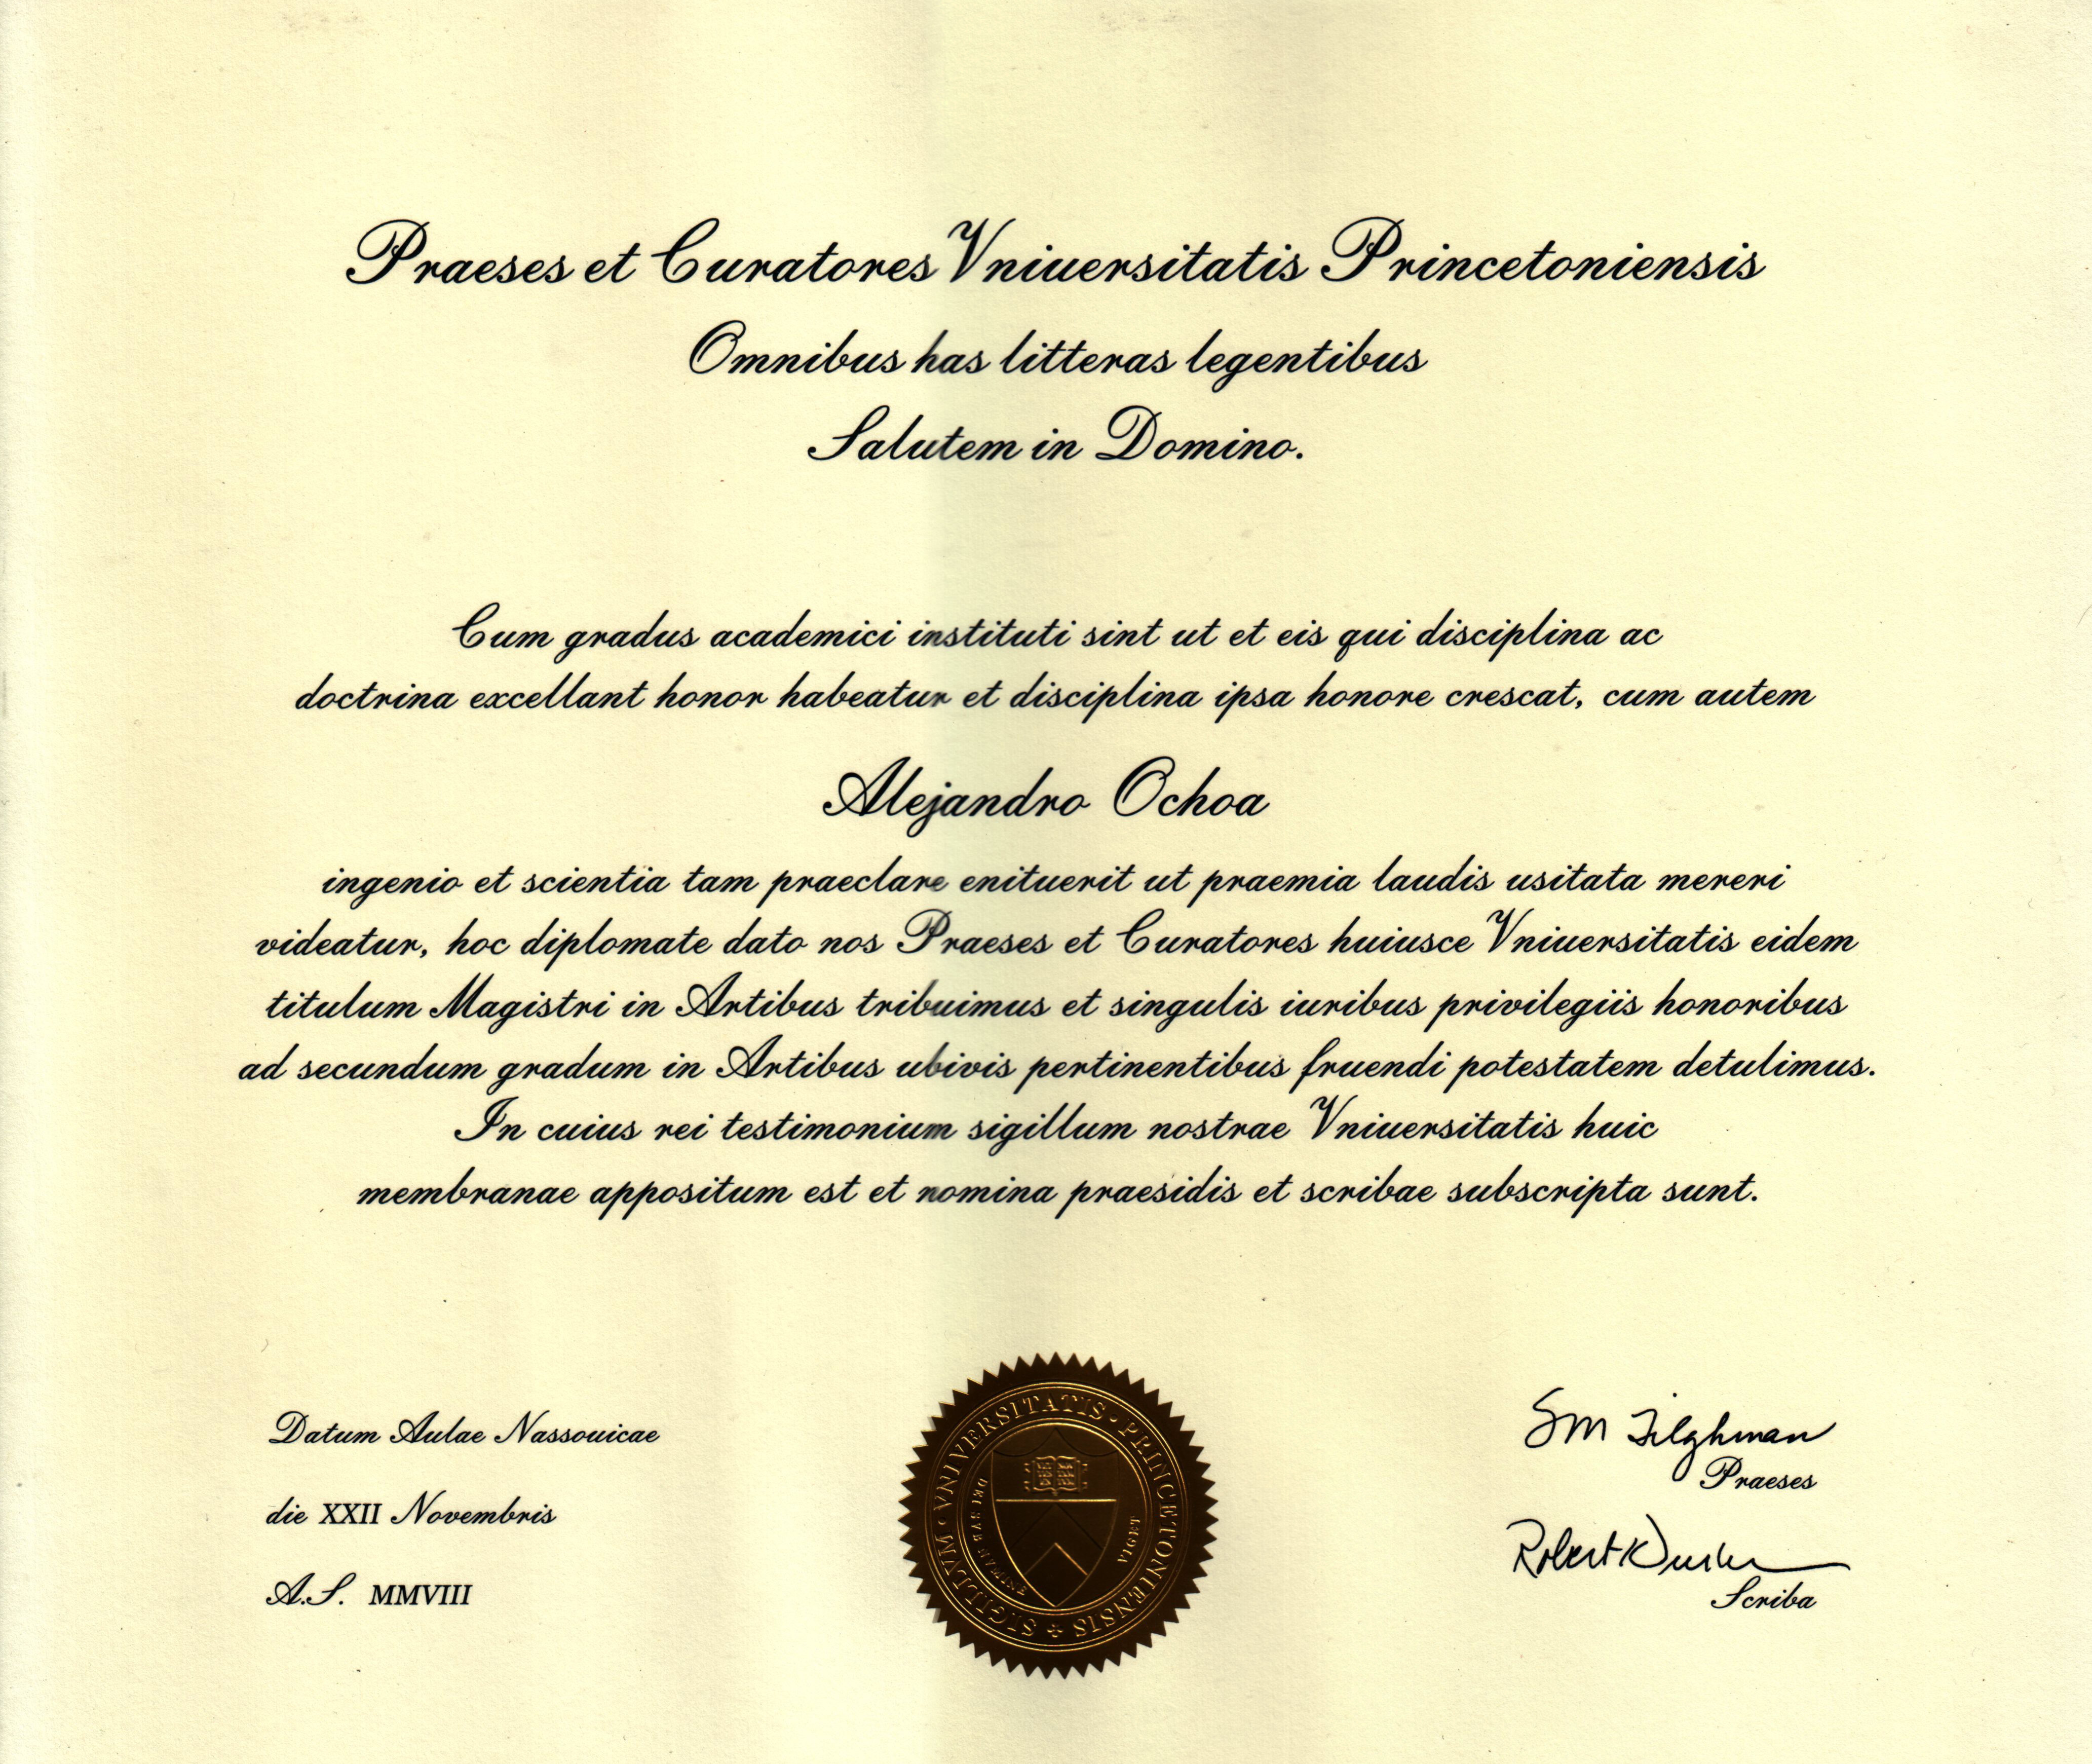 Praeses et Curatores Vniuersitatis Princetoniensis
Omnibus has litteras legentibus
Salutem in Domino.
Cum gradus academici instituti sint ut et eis qui disciplina ac
doctrina excellant honor habeatur et disciplina ipsa honore crescat, cum autem
Alejandro Ochoa
ingenio et scientia tam praeclare enituerit ut praemia laudis usitata mereri
videatur, hoc diplomate dato nos Praeses et Curatores huiusce Vniuersitatis eidem
titulum Magistri in Artibus tribuimus et singulis iuribus privilegiis honoribus
ad secundum gradum in Artibus ubivis pertinentibus fruendi potestatem detulimus.
In cuius rei testimonium sigillum nostrae Vniuersitatis huic
membranae appositum est et nomina praesidis et scribae subscripta sunt.
Datum Aulae Nassouicae
die XXII Novembris
A.S. MMVIII
SIGILLVM · VNIVERSITATIS · PRINCETONIENSIS
DEI SVB NVMINE VIGET
SM Tilghman
Praeses
Robert
Scriba